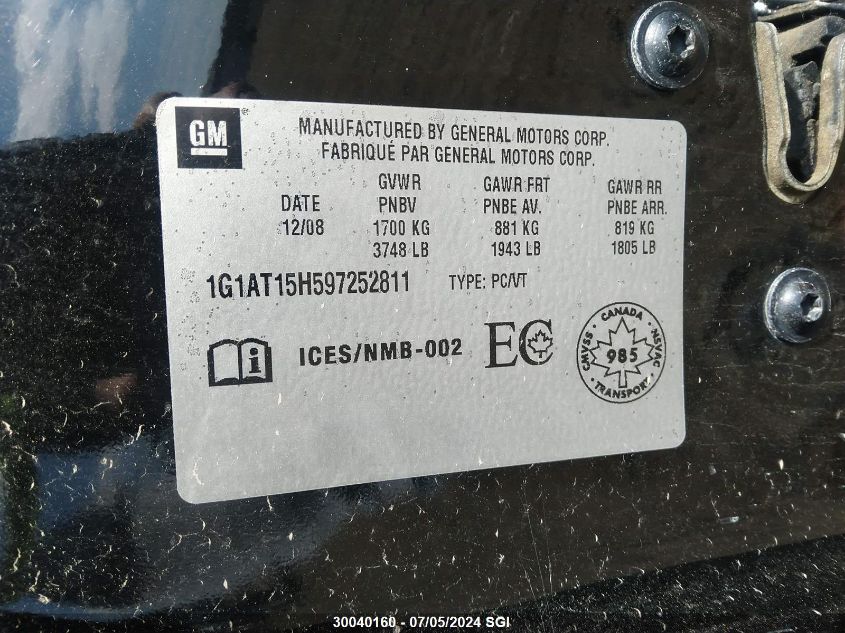 GM
MANUFACTURED BY GENERAL MOTORS CORP.
FABRIQUÉ PAR GENERAL MOTORS CORP.
GVWR GAWR FRT GAWR RR
DATE PNBV PNBE AV. PNBE ARR.
12/08 1700 KG 881 KG 819 KG
3748 LB 1943 LB 1805 LB
1G1AT15H597252811 TYPE: PC/VT
i ICES/NMB-002 EC
CANADA
CMVSS 985 NSVAC
TRANSPORT
30040160 - 07/05/2024 SGI